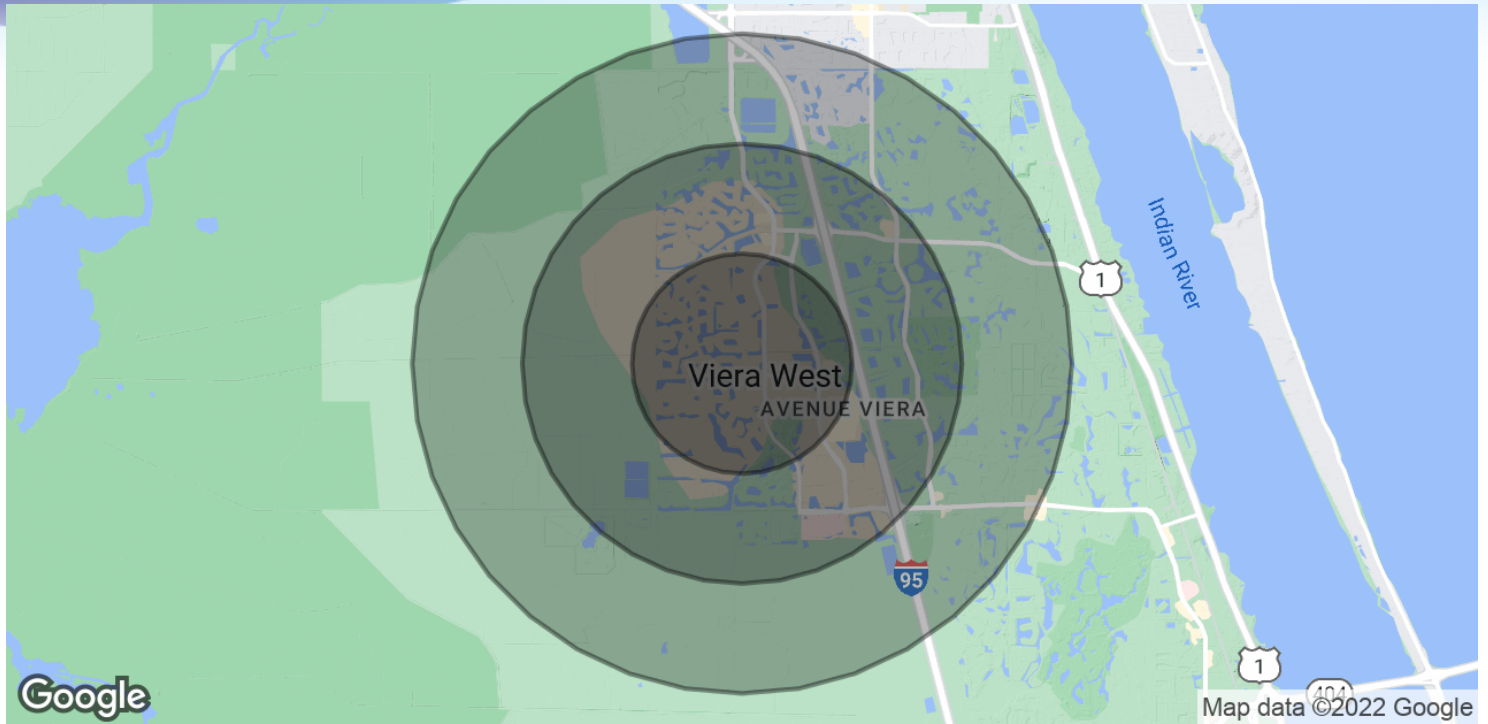 Indian River
1
Viera West
AVENUE VIERA
95
1
404
Google
Map data ©2022 Google